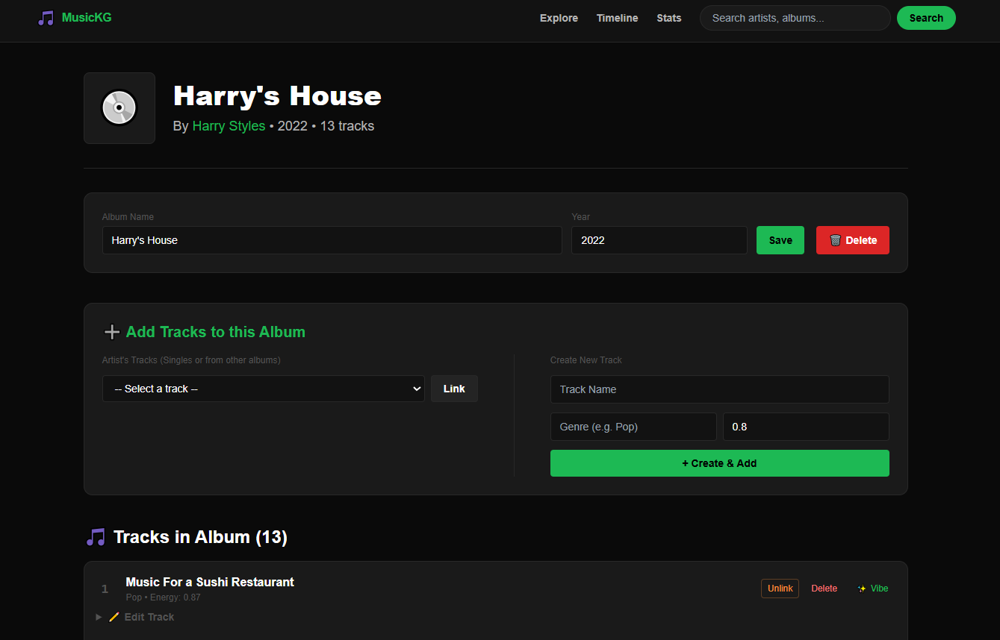 MusicKG
Explore Timeline Stats Search artists, albums... Search
Harry's House
By Harry Styles • 2022 • 13 tracks
Album Name Year
Harry's House 2022 Save Delete
Add Tracks to this Album
Artist's Tracks (Singles or from other albums) Create New Track
-- Select a track -- Link Track Name
Genre (e.g. Pop) 0.8
+ Create & Add
Tracks in Album (13)
1 Music For a Sushi Restaurant Unlink Delete Vibe
Pop • Energy: 0.87
Edit Track